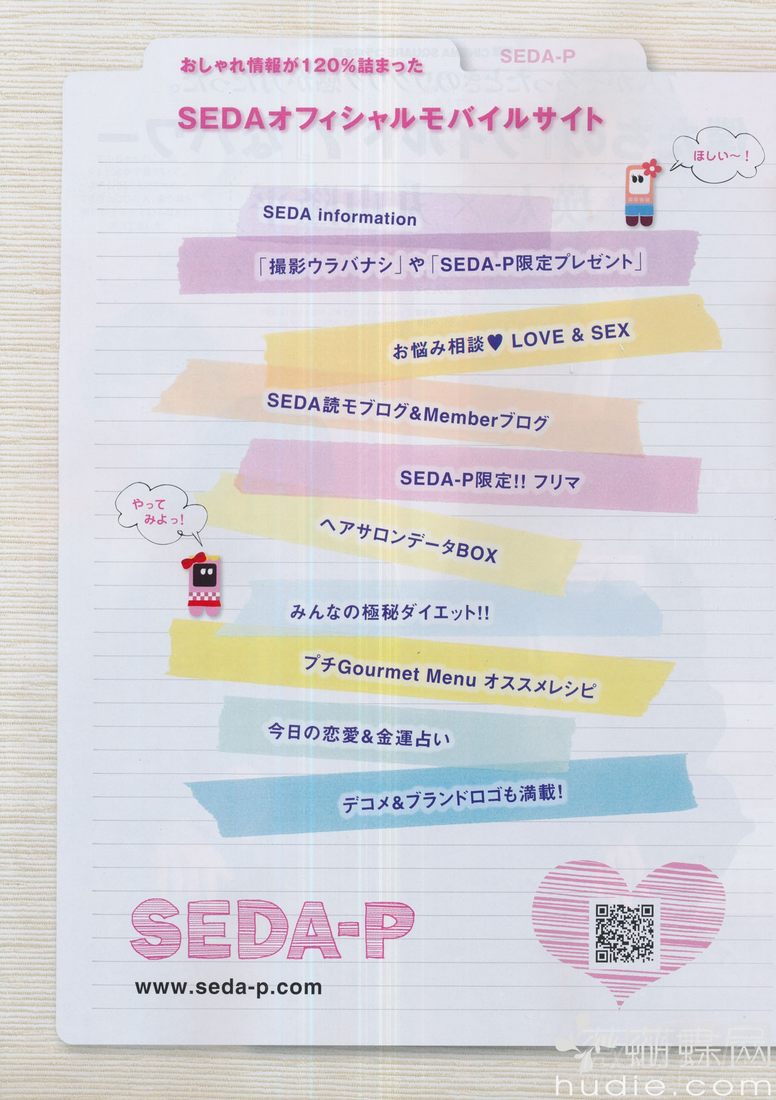 おしゃれ情報が120%詰まった
SEDA-P
SEDAオフィシャルモバイルサイト
ほしい〜!
SEDA information
「撮影ウラバナシ」や「SEDA-P限定プレゼント」
お悩み相談♥ LOVE & SEX
SEDA読モブログ&Memberブログ
SEDA-P限定!! フリマ
やって
みよっ!
ヘアサロンデータBOX
みんなの極秘ダイエット!!
プチGourmet Menu オススメレシピ
今日の恋愛&金運占い
デコメ&ブランドロゴも満載!
SEDA-P
www.seda-p.com
蝴蝶网
hudie.com